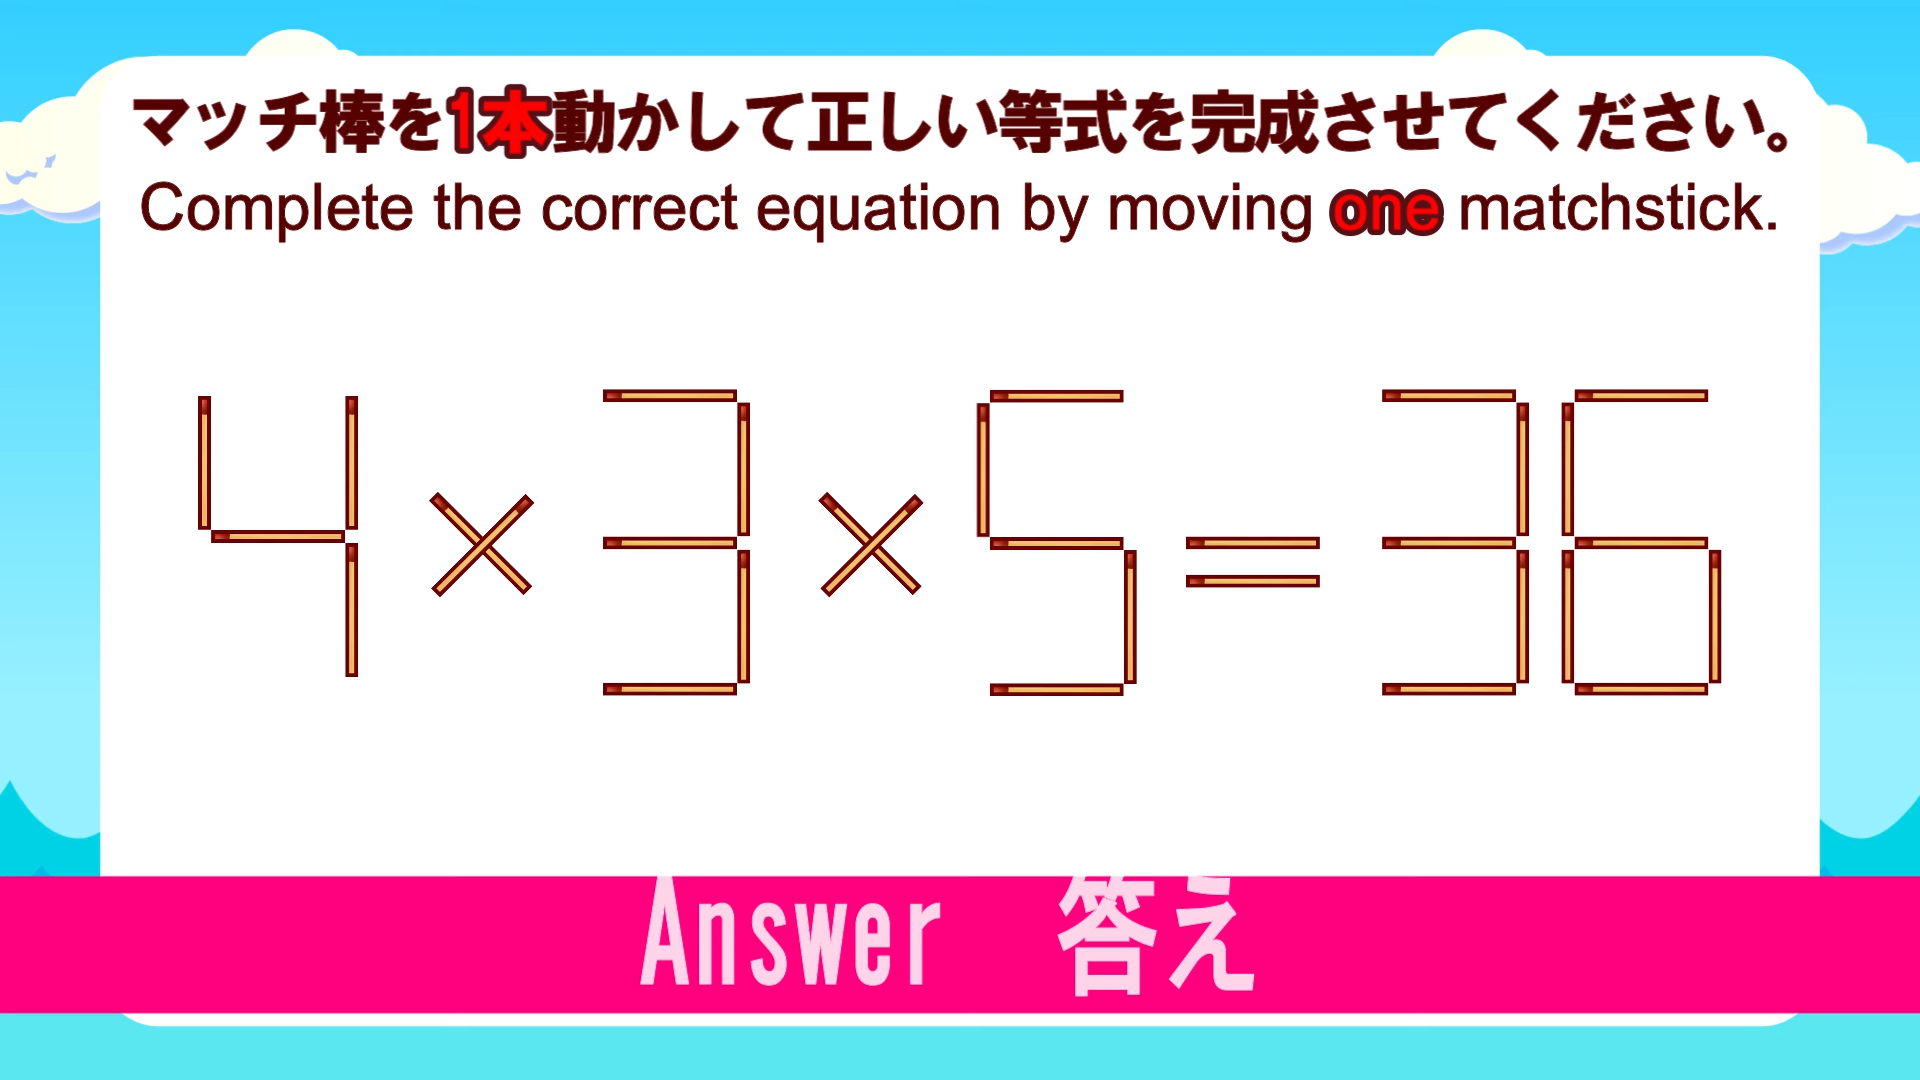 マッチ棒を1本動かして正しい等式を完成させてください。
Complete the correct equation by moving one matchstick.
4×3×5=36
Answer 答え